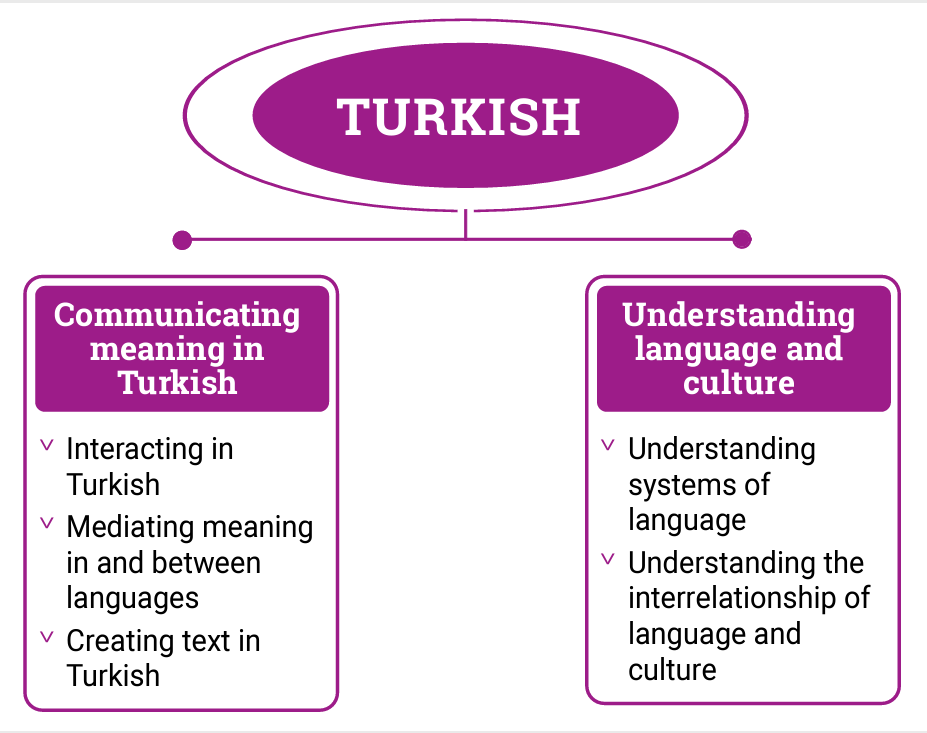 TURKISH
Communicating
meaning in
Turkish
Interacting in
Turkish
Mediating meaning
in and between
languages
Creating text in
Turkish
Understanding
language and
culture
Understanding
systems of
language
Understanding the
interrelationship of
language and
culture